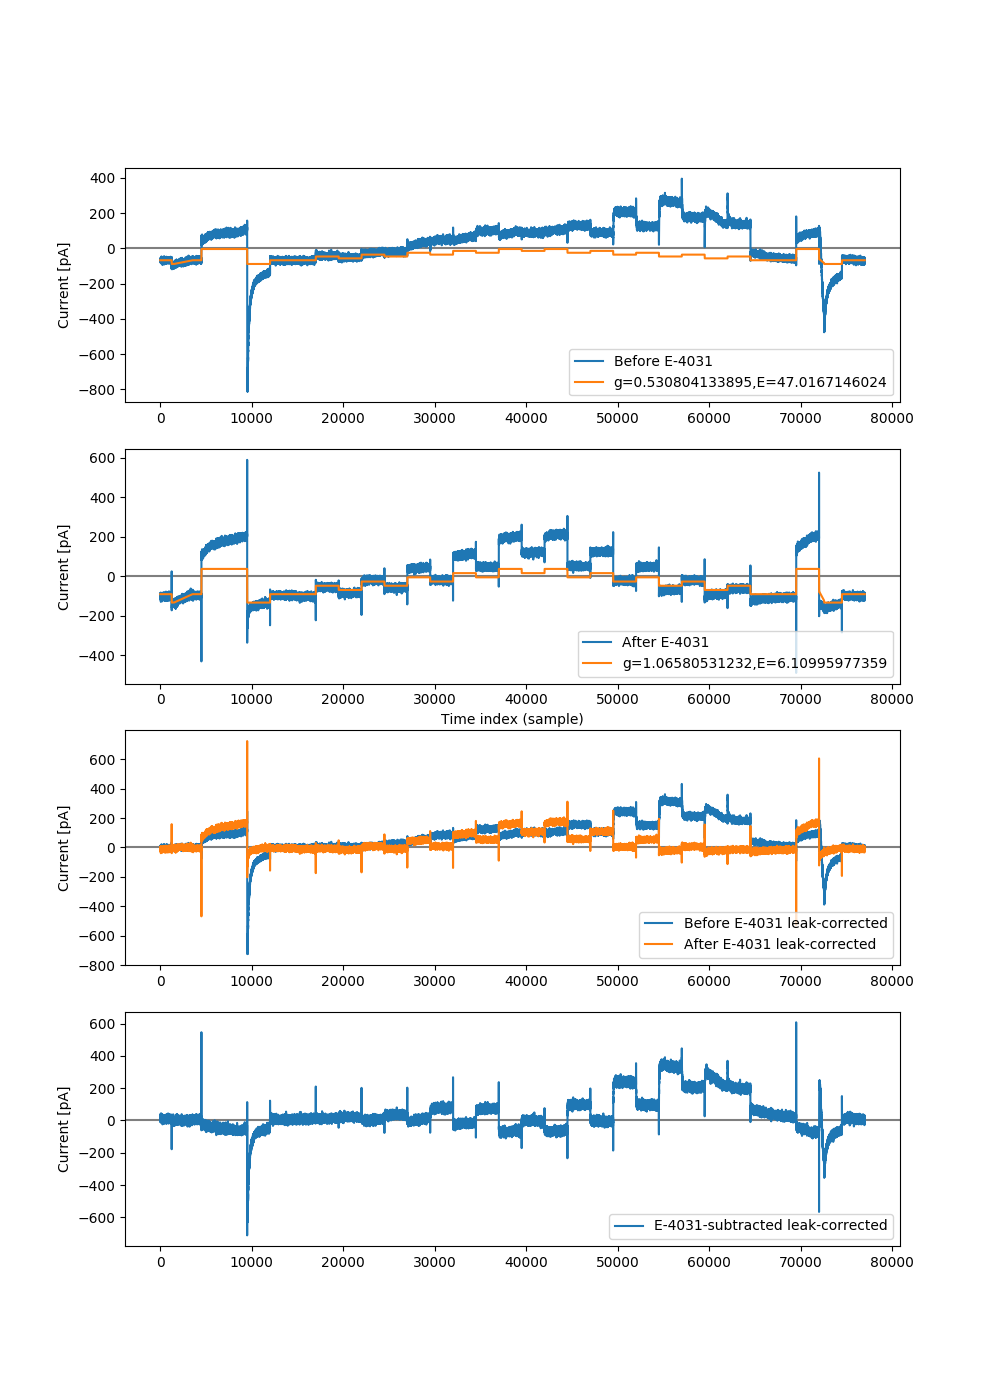 400
200
0
−200
−400
−600
−800
Current [pA]
Before E-4031
g=0.530804133895,E=47.0167146024
0 10000 20000 30000 40000 50000 60000 70000 80000
600
400
200
0
−200
−400
Current [pA]
After E-4031
g=1.06580531232,E=6.10995977359
0 10000 20000 30000 40000 50000 60000 70000 80000
Time index (sample)
600
400
200
0
−200
−400
−600
−800
Current [pA]
Before E-4031 leak-corrected
After E-4031 leak-corrected
0 10000 20000 30000 40000 50000 60000 70000 80000
600
400
200
0
−200
−400
−600
Current [pA]
E-4031-subtracted leak-corrected
0 10000 20000 30000 40000 50000 60000 70000 80000